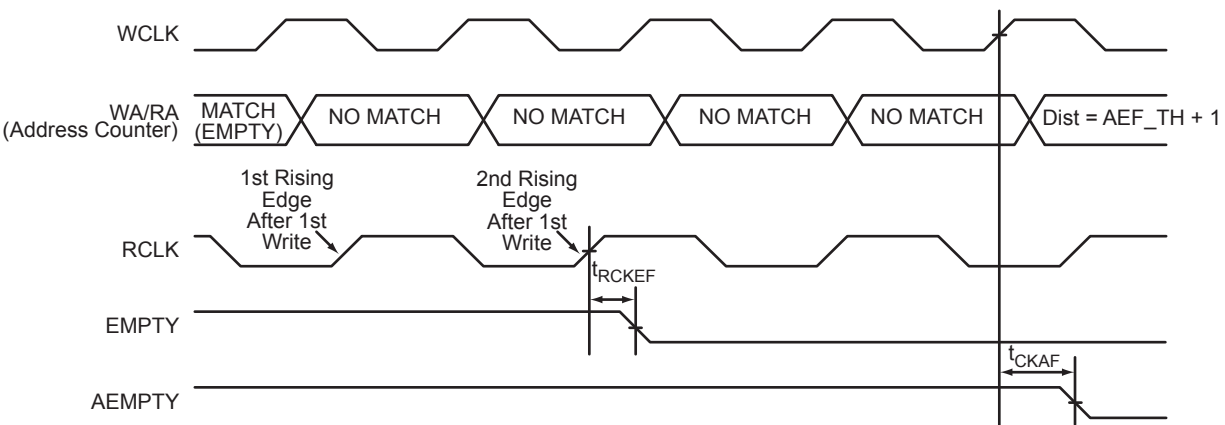 WCLK
WA/RA
(Address Counter)
MATCH
(EMPTY)
NO MATCH
NO MATCH
NO MATCH
NO MATCH
Dist = AEF_TH + 1
1st Rising
Edge
After 1st
Write
2nd Rising
Edge
After 1st
Write
RCLK
tRCKEF
EMPTY
tCKAF
AEMPTY